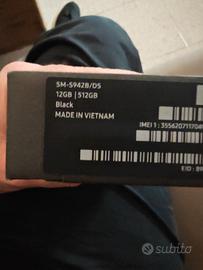 SM-S942B/DS
12GB | 512GB
Black
MADE IN VIETNAM
IMEI 1 :
EID :
subito